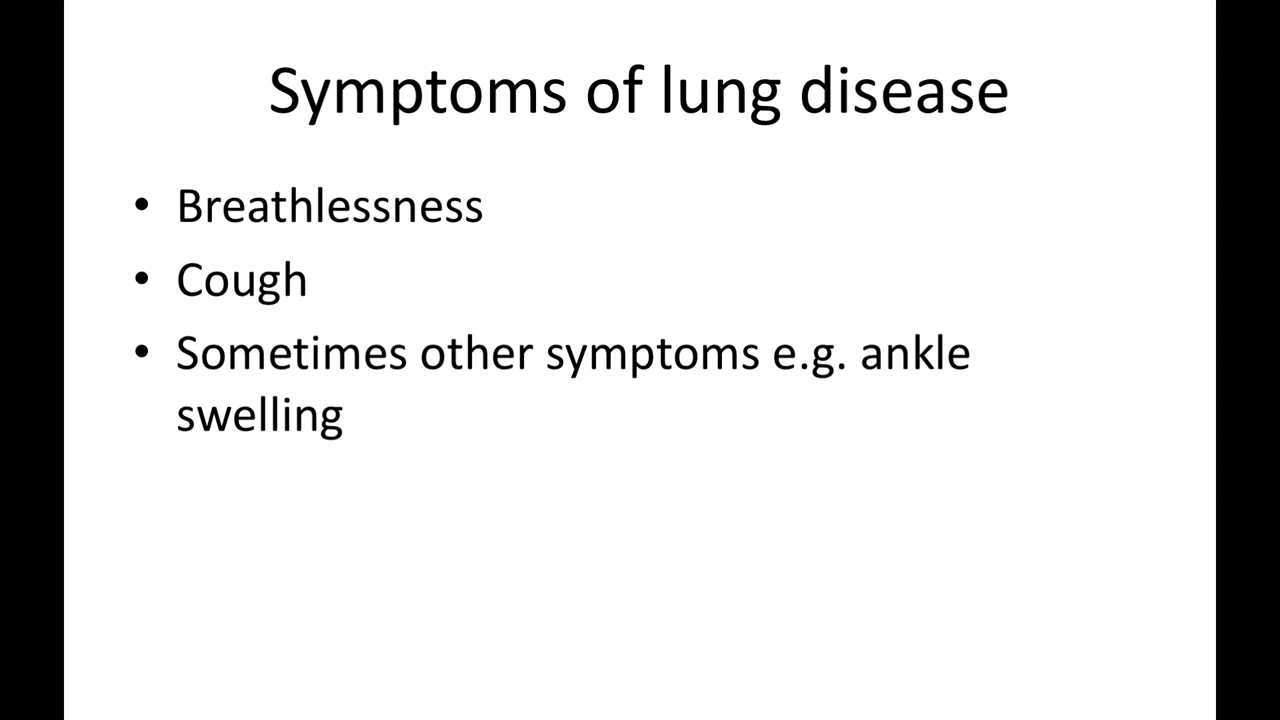 Symptoms of lung disease
• Breathlessness
• Cough
• Sometimes other symptoms e.g. ankle
swelling